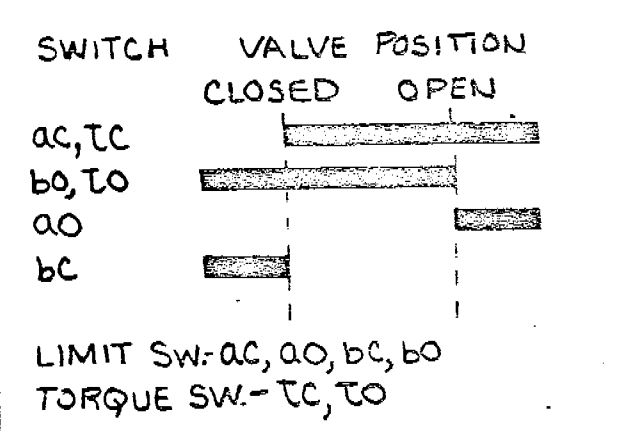 SWITCH VALVE POSITION
CLOSED OPEN
ac, τc
bo, τo
ao
bc
LIMIT SW.- ac, ao, bc, bo
TORQUE SW.- τc, τo